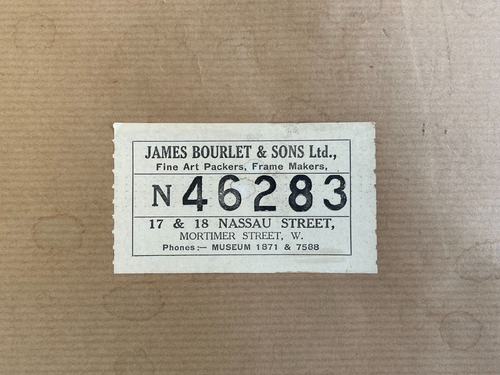 JAMES BOURLET & SONS Ltd.,
Fine Art Packers, Frame Makers,
N 46283
17 & 18 NASSAU STREET,
MORTIMER STREET, W.
Phones:— MUSEUM 1871 & 7588